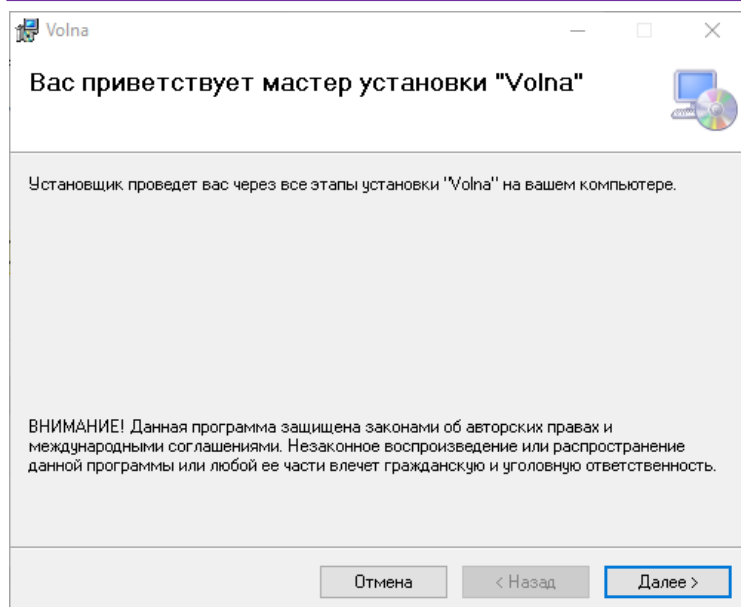 Volna
Вас приветствует мастер установки "Volna"
Установщик проведет вас через все этапы установки "Volna" на вашем компьютере.
ВНИМАНИЕ! Данная программа защищена законами об авторских правах и
международными соглашениями. Незаконное воспроизведение или распространение
данной программы или любой ее части влечет гражданскую и уголовную ответственность.
Отмена
< Назад
Далее >